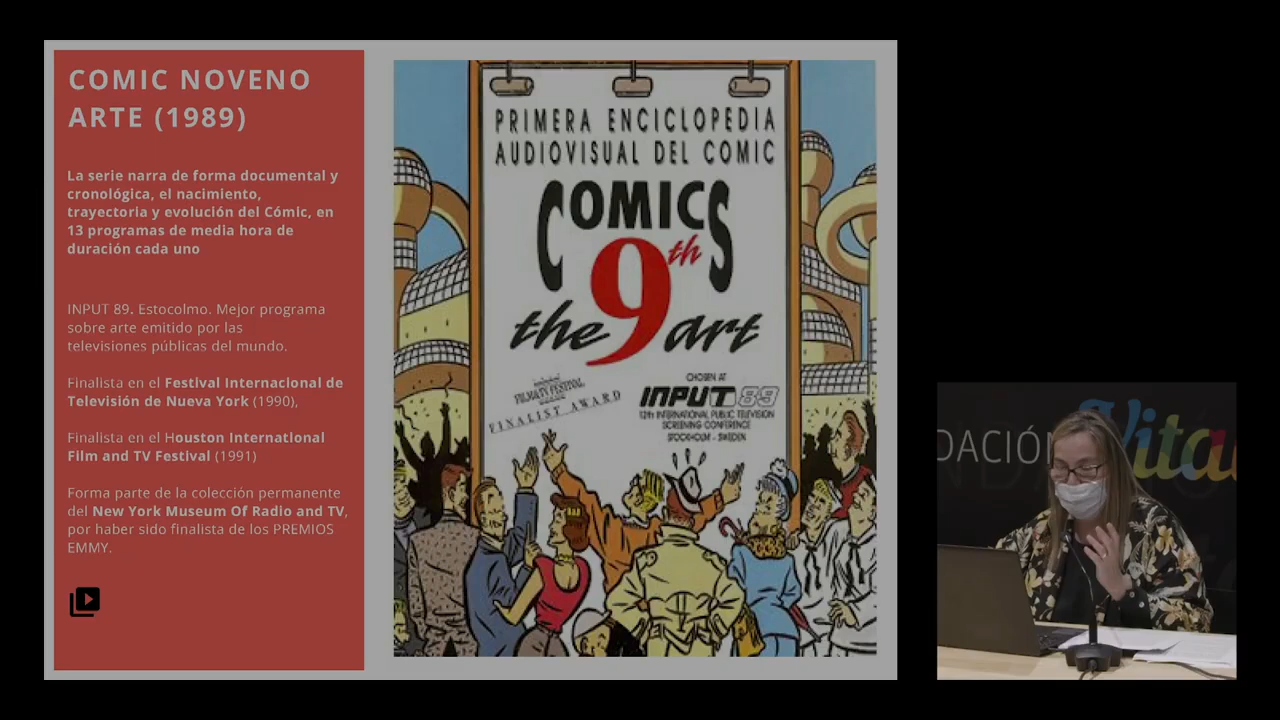 COMIC NOVENO
ARTE (1989)
La serie narra de forma documental y
cronológica, el nacimiento,
trayectoria y evolución del Cómic, en
13 programas de media hora de
duración cada uno
INPUT 89. Estocolmo. Mejor programa
sobre arte emitido por las
televisiones públicas del mundo.
Finalista en el Festival Internacional de
Televisión de Nueva York (1990),
Finalista en el Houston International
Film and TV Festival (1991)
Forma parte de la colección permanente
del New York Museum Of Radio and TV,
por haber sido finalista de los PREMIOS
EMMY.
PRIMERA ENCICLOPEDIA
AUDIOVISUAL DEL COMIC
COMICS
the 9th art
FILM & TV FESTIVAL
FINALIST AWARD
CHOSEN AT
INPUT 89
12th INTERNATIONAL PUBLIC TELEVISION
SCREENING CONFERENCE
STOCKHOLM - SWEDEN
DACIÓN Vital